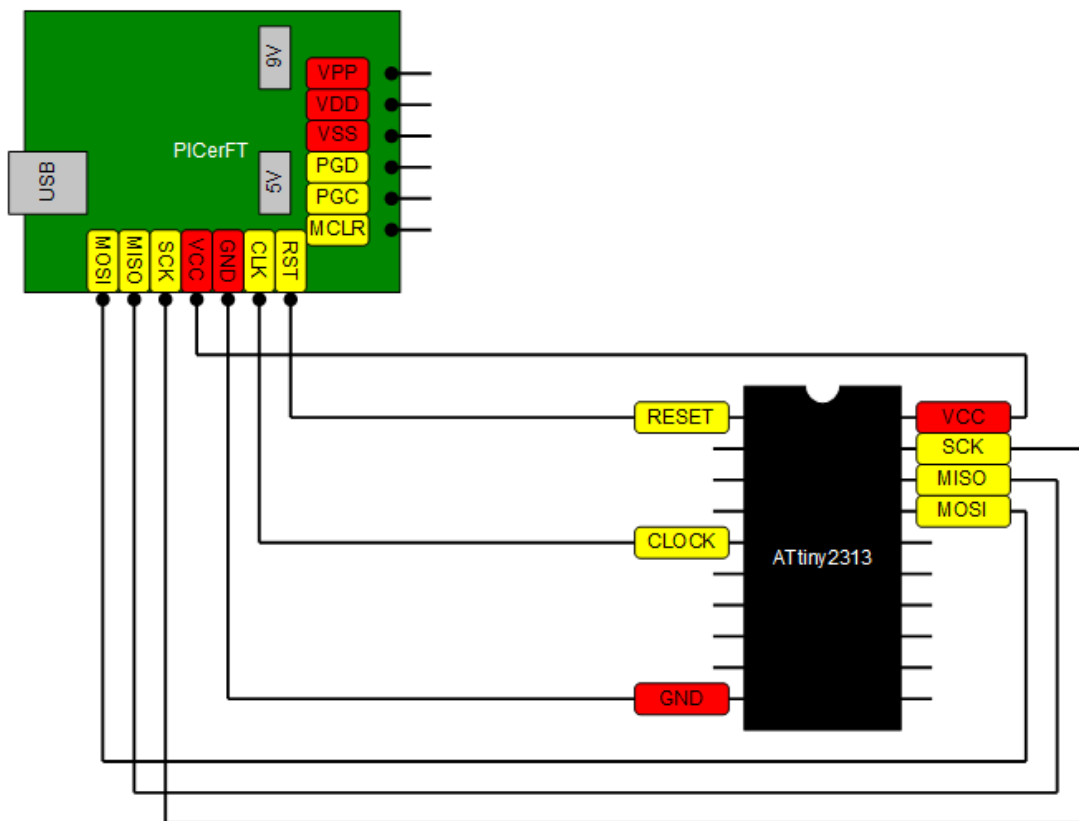 9V
VPP
VDD
VSS
PICerFT
PGD
USB
5V
PGC
MCLR
MOSI
MISO
SCK
VCC
GND
CLK
RST
RESET
VCC
SCK
MISO
MOSI
CLOCK
ATtiny2313
GND